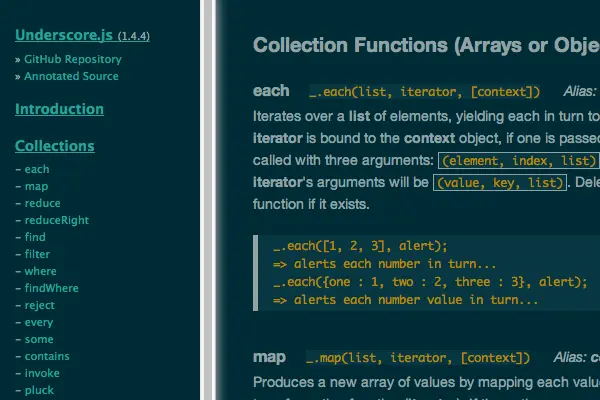 Underscore.js (1.4.4)
» GitHub Repository
» Annotated Source
Introduction
Collections
- each
- map
- reduce
- reduceRight
- find
- filter
- where
- findWhere
- reject
- every
- some
- contains
- invoke
- pluck
Collection Functions (Arrays or Obje
each _.each(list, iterator, [context]) Alias:
Iterates over a list of elements, yielding each in turn to
iterator is bound to the context object, if one is passed
called with three arguments: (element, index, list)
iterator's arguments will be (value, key, list). Dele
function if it exists.
_.each([1, 2, 3], alert);
=> alerts each number in turn...
_.each({one : 1, two : 2, three : 3}, alert);
=> alerts each number value in turn...
map _.map(list, iterator, [context]) Alias: c
Produces a new array of values by mapping each valu